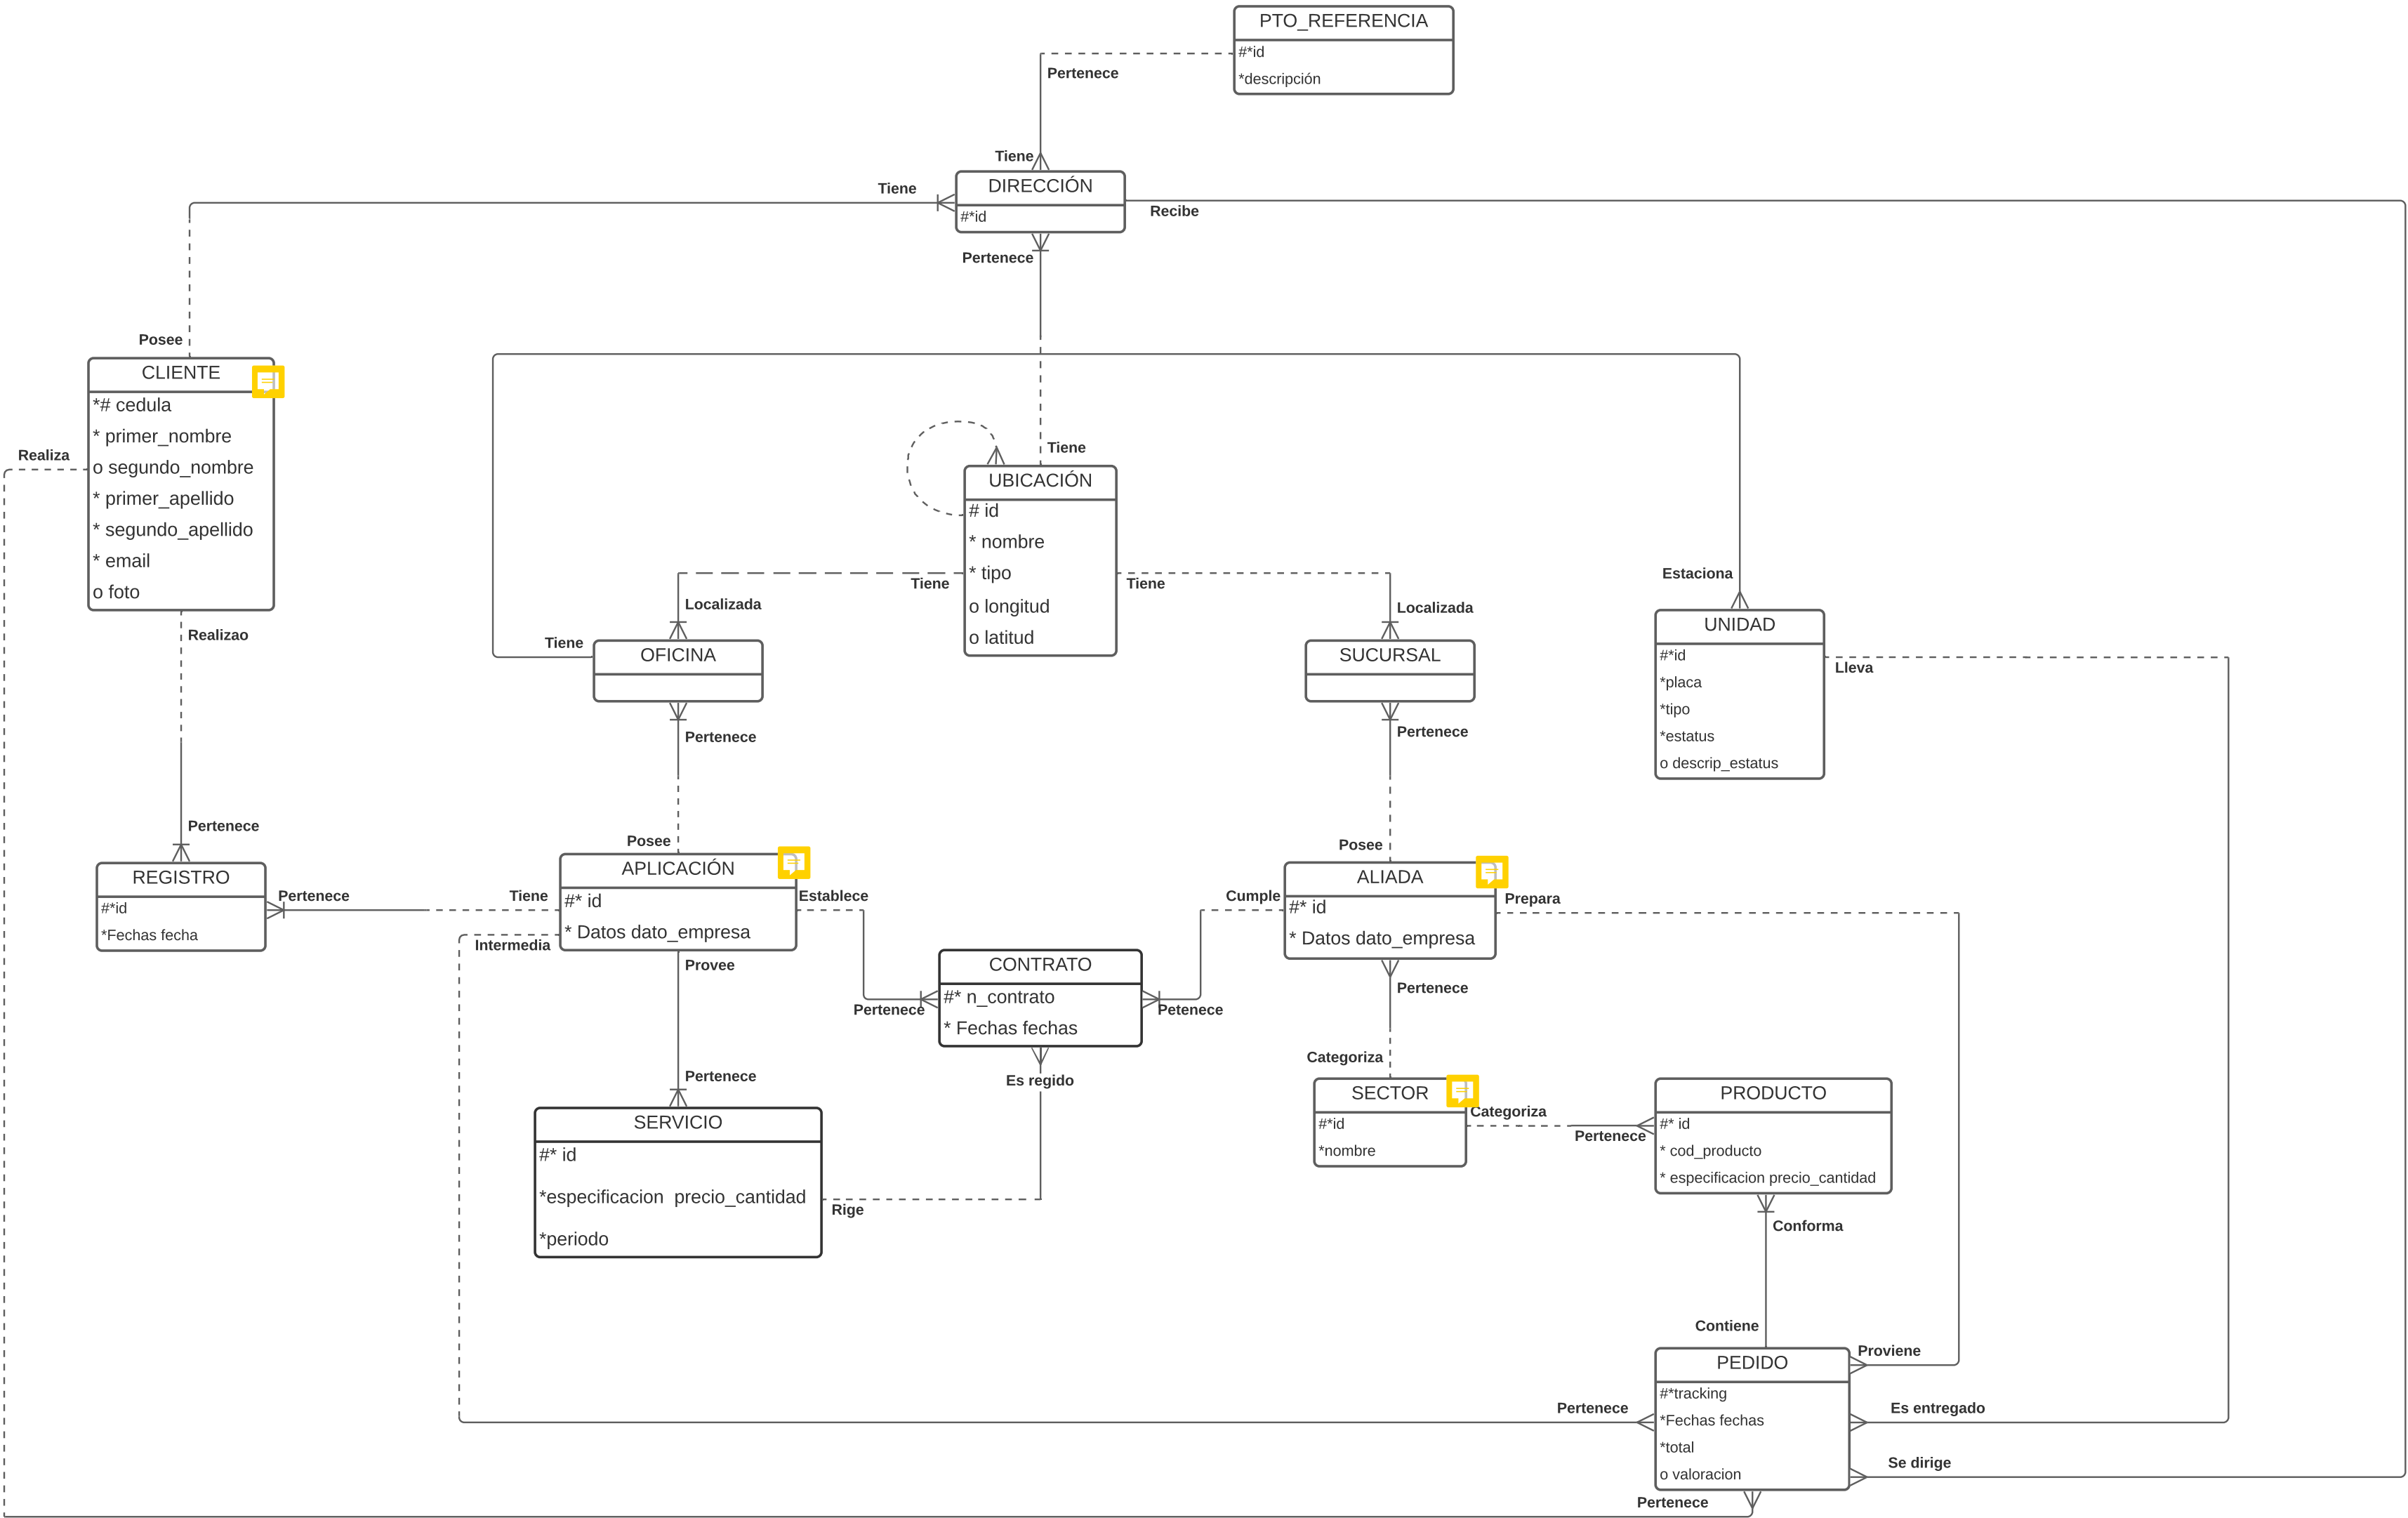 PTO_REFERENCIA
#*id
*descripción
Pertenece
Tiene
DIRECCIÓN
#*id
Tiene
Recibe
Pertenece
Posee
CLIENTE
*# cedula
* primer_nombre
o segundo_nombre
* primer_apellido
* segundo_apellido
* email
o foto
Realiza
Realizao
Tiene
UBICACIÓN
# id
* nombre
* tipo
o longitud
o latitud
Tiene
Tiene
Localizada
Localizada
Estaciona
Tiene
OFICINA
SUCURSAL
UNIDAD
#*id
*placa
*tipo
*estatus
o descrip_estatus
Lleva
Pertenece
Pertenece
Pertenece
Posee
Posee
REGISTRO
#*id
*Fechas fecha
Pertenece
Tiene
APLICACIÓN
#* id
* Datos dato_empresa
Establece
Intermedia
Provee
Cumple
ALIADA
#* id
* Datos dato_empresa
Prepara
CONTRATO
#* n_contrato
* Fechas fechas
Pertenece
Petenece
Pertenece
Es regido
Categoriza
Pertenece
SERVICIO
#* id
*especificacion  precio_cantidad
*periodo
Rige
SECTOR
#*id
*nombre
Categoriza
Pertenece
PRODUCTO
#* id
* cod_producto
* especificacion precio_cantidad
Conforma
Contiene
PEDIDO
#*tracking
*Fechas fechas
*total
o valoracion
Proviene
Pertenece
Es entregado
Se dirige
Pertenece